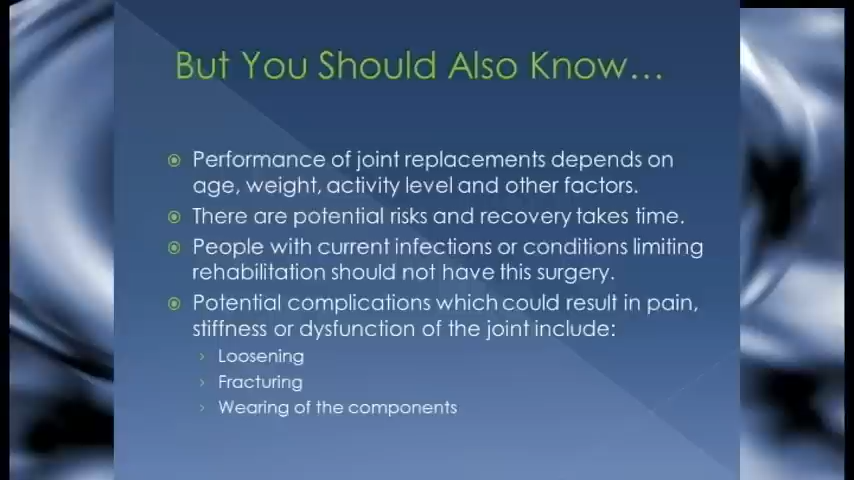 But You Should Also Know...
Performance of joint replacements depends on
age, weight, activity level and other factors.
There are potential risks and recovery takes time.
People with current infections or conditions limiting
rehabilitation should not have this surgery.
Potential complications which could result in pain,
stiffness or dysfunction of the joint include:
Loosening
Fracturing
Wearing of the components